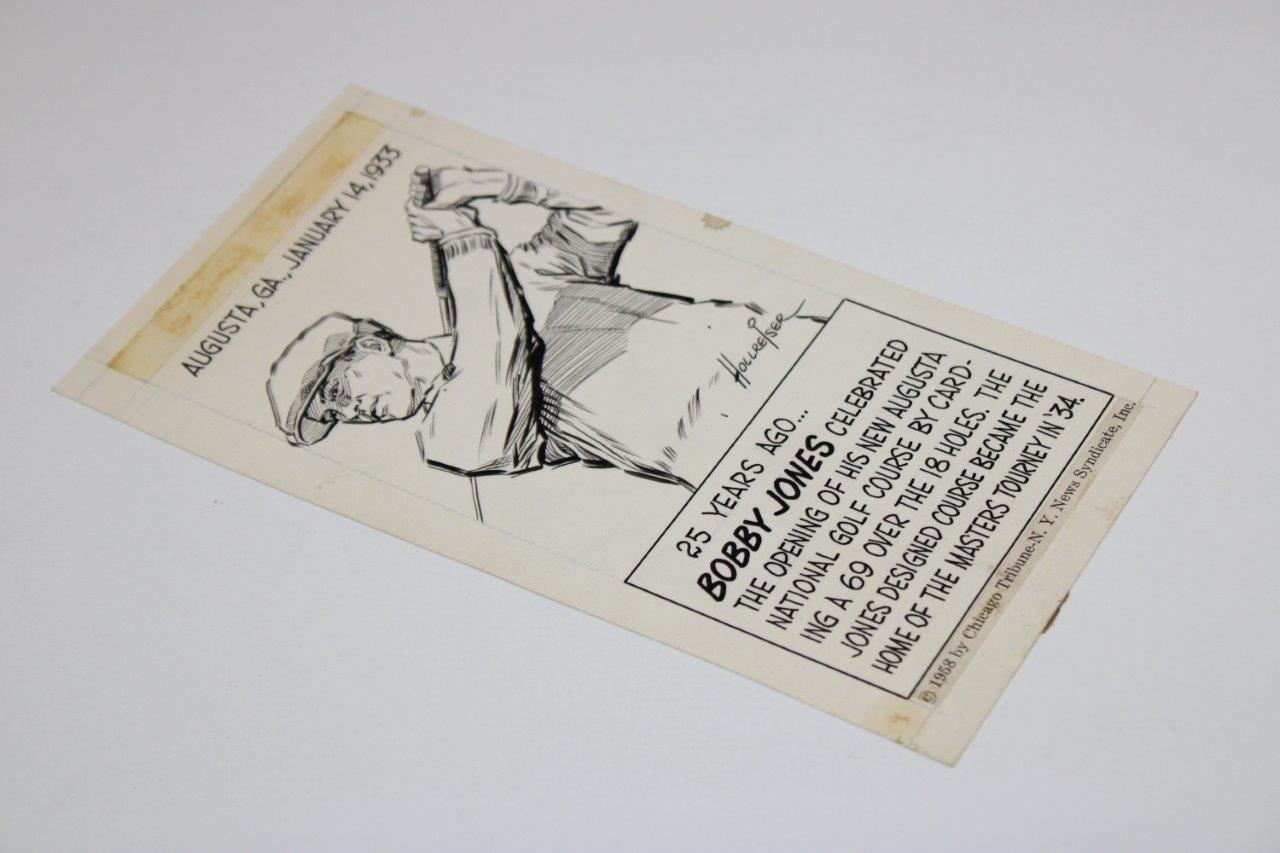 AUGUSTA, GA., JANUARY 14, 1933
HOLLREISER
25 YEARS AGO...
BOBBY JONES CELEBRATED
THE OPENING OF HIS NEW AUGUSTA
NATIONAL GOLF COURSE BY CARD-
ING A 69 OVER THE 18 HOLES. THE
JONES DESIGNED COURSE BECAME THE
HOME OF THE MASTERS TOURNEY IN '34.
© 1958 by Chicago Tribune-N. Y. News Syndicate, Inc.